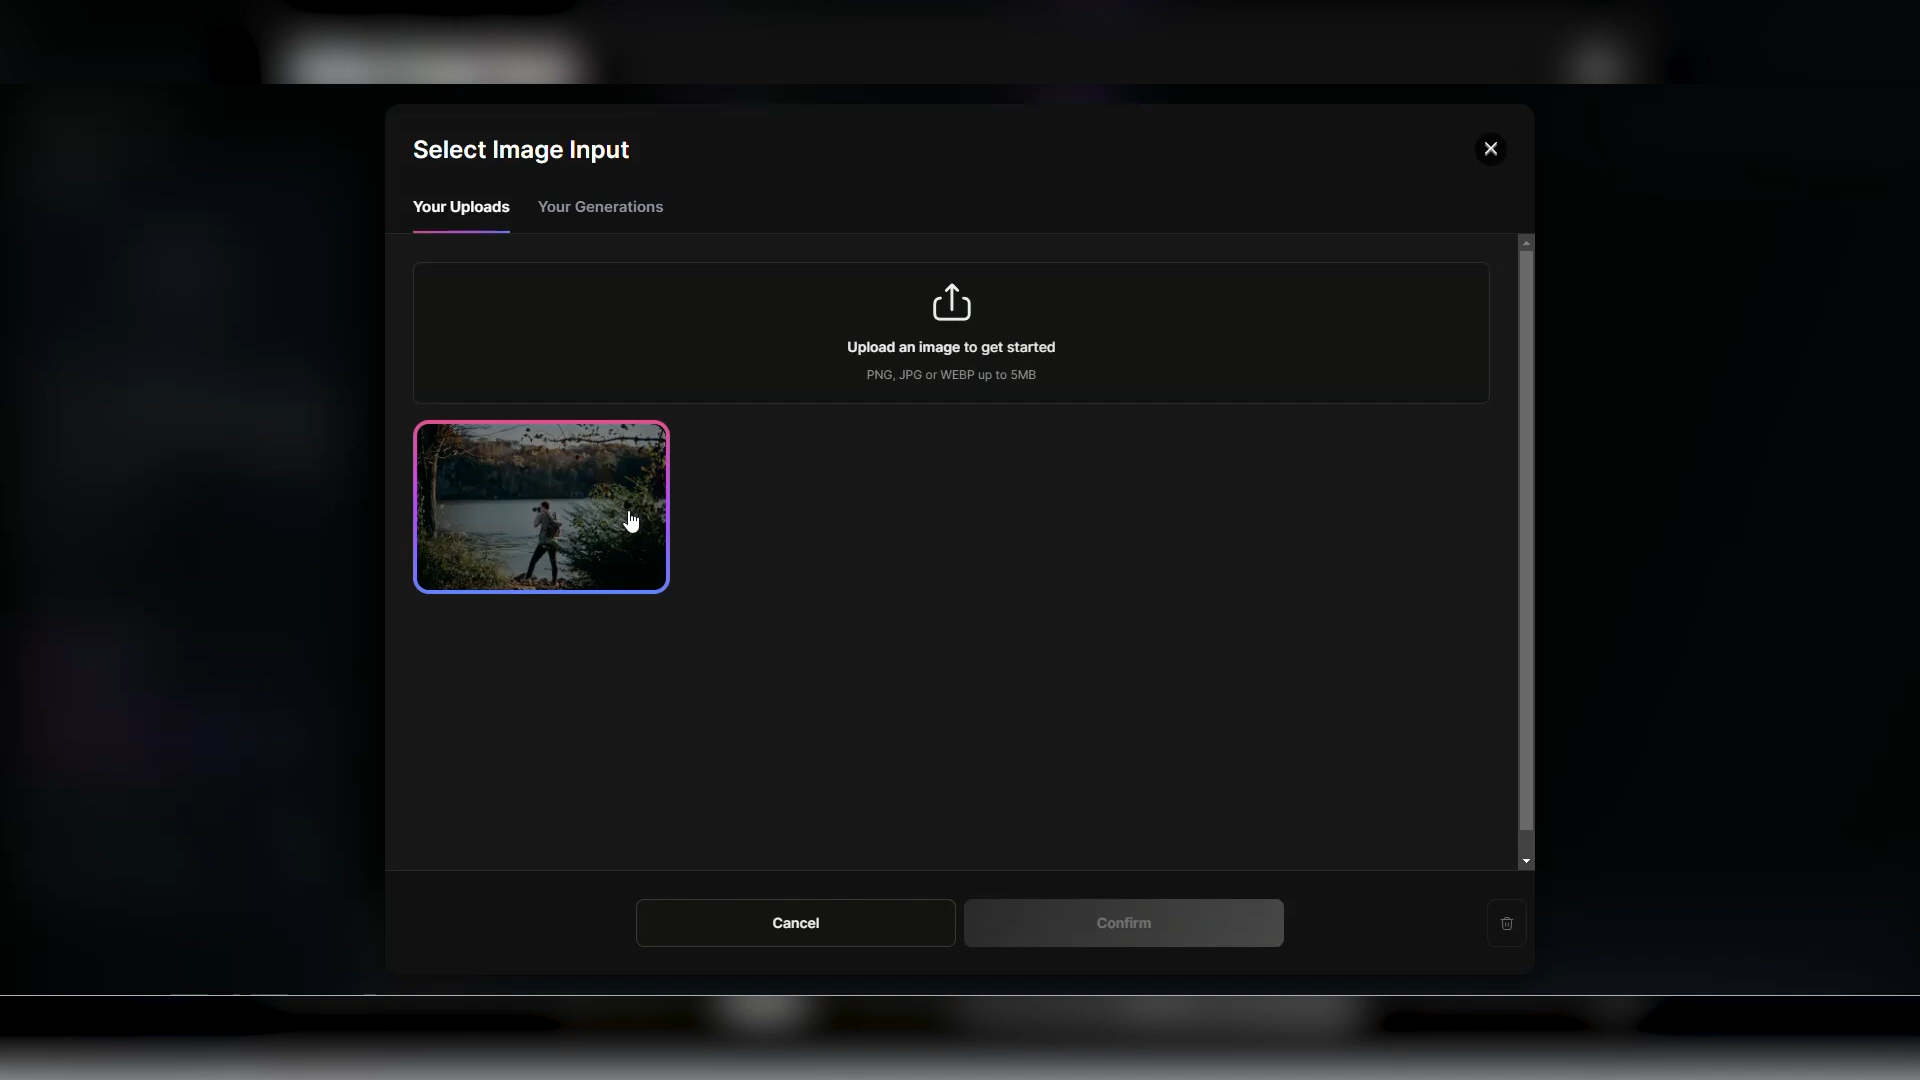 Select Image Input
Your Uploads
Your Generations
Upload an image to get started
PNG, JPG or WEBP up to 5MB
Cancel
Confirm